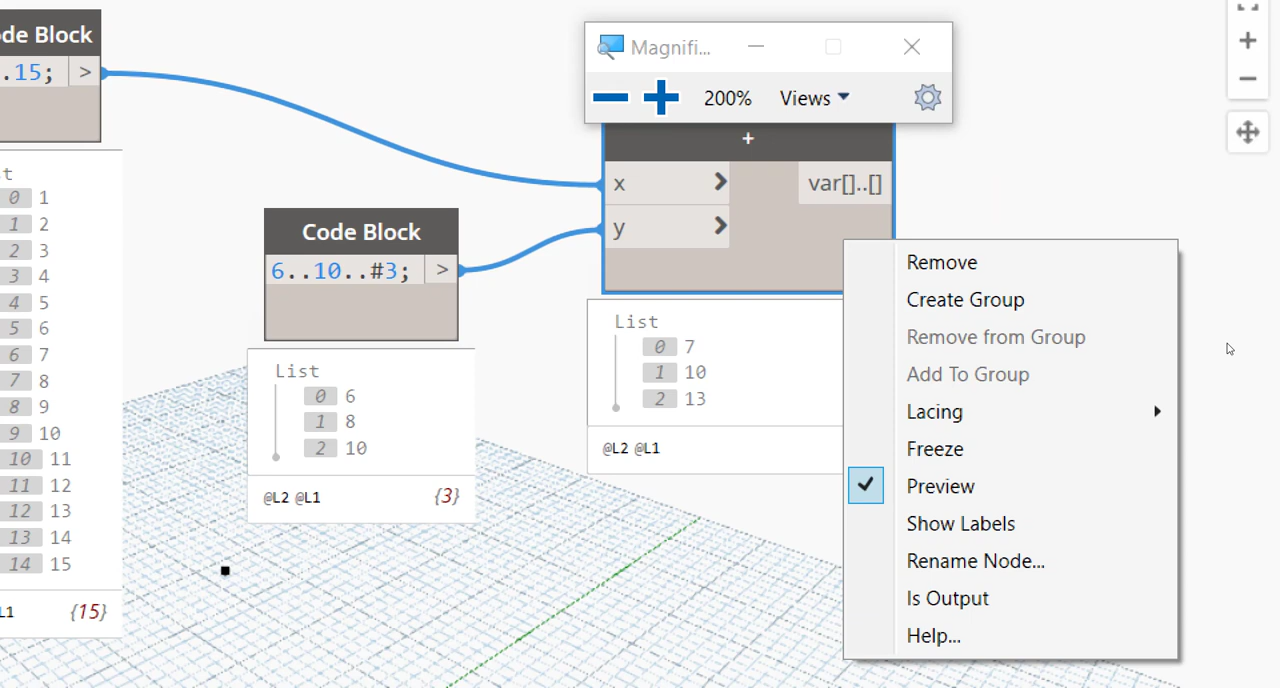 de Block
..15; >
st
0 1
1 2
2 3
3 4
4 5
5 6
6 7
7 8
8 9
9 10
10 11
11 12
12 13
13 14
14 15
L1 {15}
Code Block
6..10..#3; >
List
0 6
1 8
2 10
@L2 @L1 {3}
Magnifi...
200% Views
+
x > var[]..[]
y >
List
0 7
1 10
2 13
@L2 @L1
Remove
Create Group
Remove from Group
Add To Group
Lacing
Freeze
Preview
Show Labels
Rename Node...
Is Output
Help...